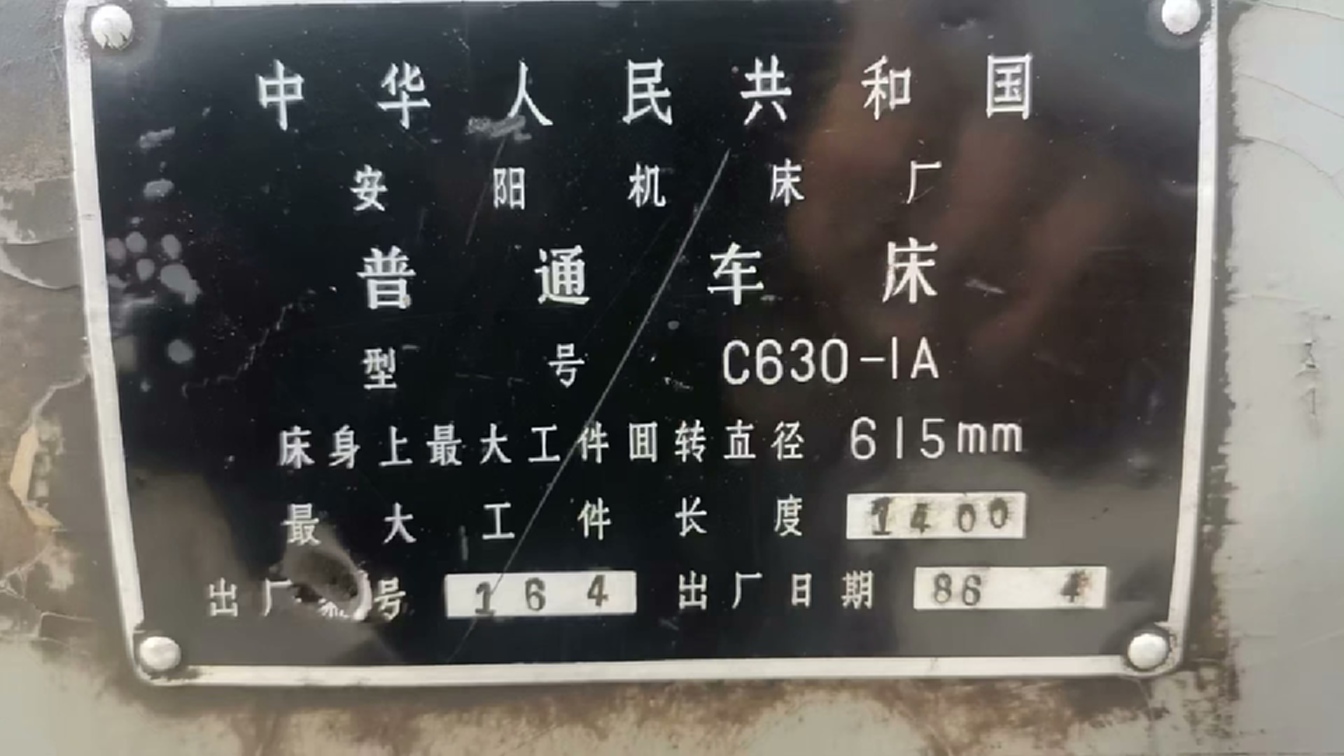 中华人民共和国
安阳机床厂
普通车床
型号 C630-1A
床身上最大工件回转直径 615mm
最大工件长度 1400
出厂 号 164 出厂日期 86 4